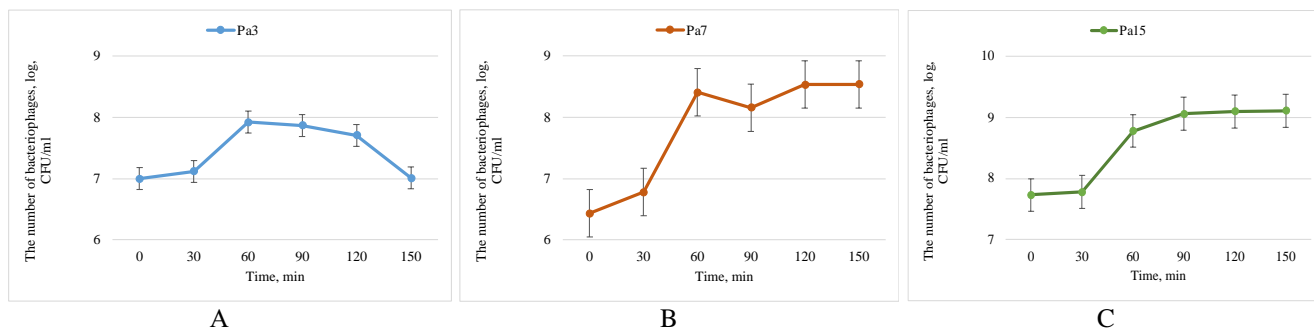 Pa3
The number of bacteriophages, log,
CFU/ml
9
8
7
6
0 30 60 90 120 150
Time, min
A
Pa7
The number of bacteriophages, log,
CFU/ml
9
8
7
6
0 30 60 90 120 150
Time, min
B
Pa15
The number of bacteriophages, log,
CFU/ml
10
9
8
7
0 30 60 90 120 150
Time, min
C